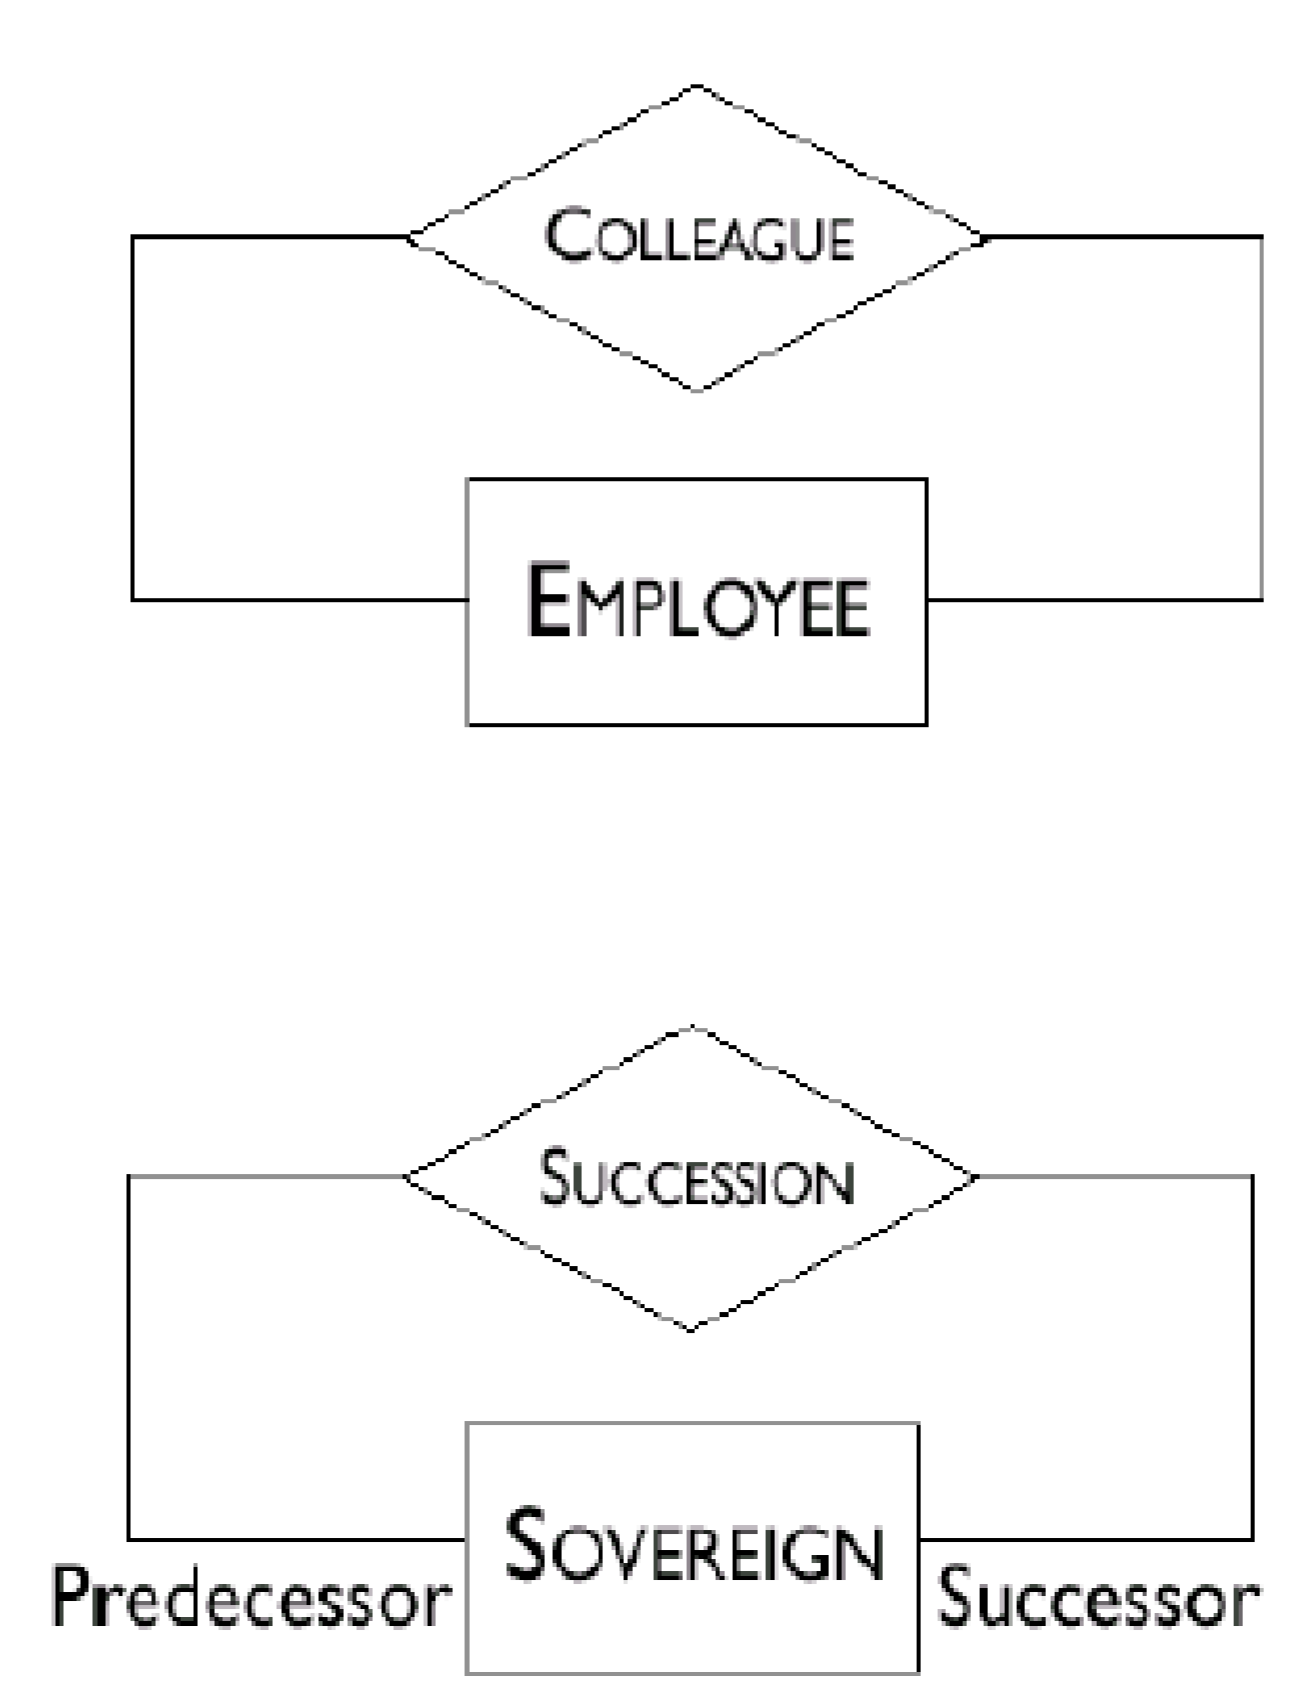 COLLEAGUE
EMPLOYEE
SUCCESSION
SOVEREIGN
Predecessor
Successor